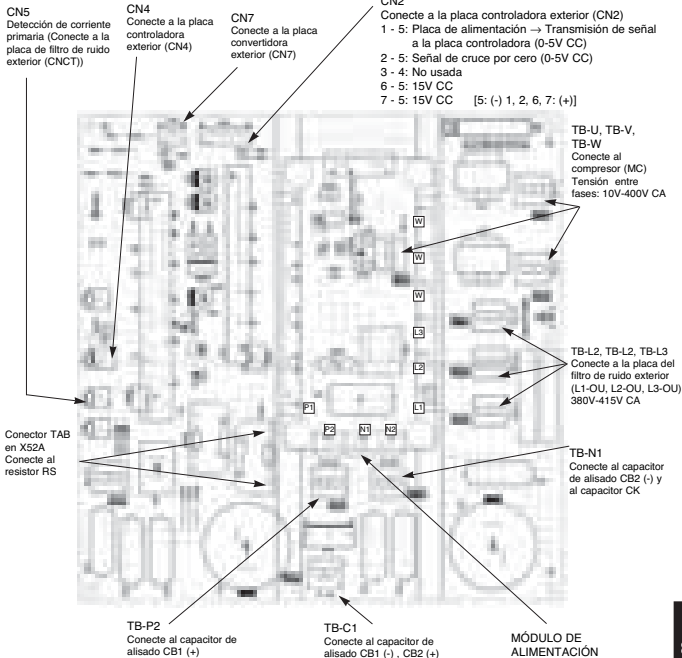 CN5
Detección de corriente
primaria (Conecte a la
placa de filtro de ruido
exterior (CNCT))
CN4
Conecte a la placa
controladora
exterior (CN4)
CN7
Conecte a la placa
convertidora
exterior (CN7)
CN2
Conecte a la placa controladora exterior (CN2)
1 - 5: Placa de alimentación → Transmisión de señal
a la placa controladora (0-5V CC)
2 - 5: Señal de cruce por cero (0-5V CC)
3 - 4: No usada
6 - 5: 15V CC
7 - 5: 15V CC [5: (-) 1, 2, 6, 7: (+)]
TB-U, TB-V,
TB-W
Conecte al
compresor (MC)
Tensión entre
fases: 10V-400V CA
W
W
W
L3
L2
L1
P1
P2 N1 N2
TB-L2, TB-L2, TB-L3
Conecte a la placa del
filtro de ruido exterior
(L1-OU, L2-OU, L3-OU)
380V-415V CA
Conector TAB
en X52A
Conecte al
resistor RS
TB-N1
Conecte al capacitor
de alisado CB2 (-) y
al capacitor CK
TB-P2
Conecte al capacitor de
alisado CB1 (+)
TB-C1
Conecte al capacitor de
alisado CB1 (-) , CB2 (+)
MÓDULO DE
ALIMENTACIÓN